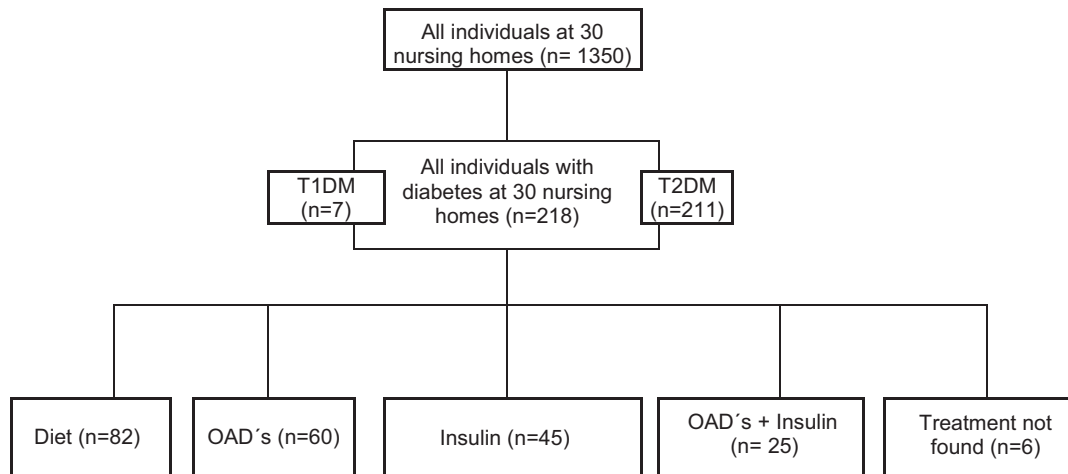 All individuals at 30
nursing homes (n= 1350)
T1DM
(n=7)
All individuals with
diabetes at 30 nursing
homes (n=218)
T2DM
(n=211)
Diet (n=82)
OAD´s (n=60)
Insulin (n=45)
OAD´s + Insulin
(n= 25)
Treatment not
found (n=6)